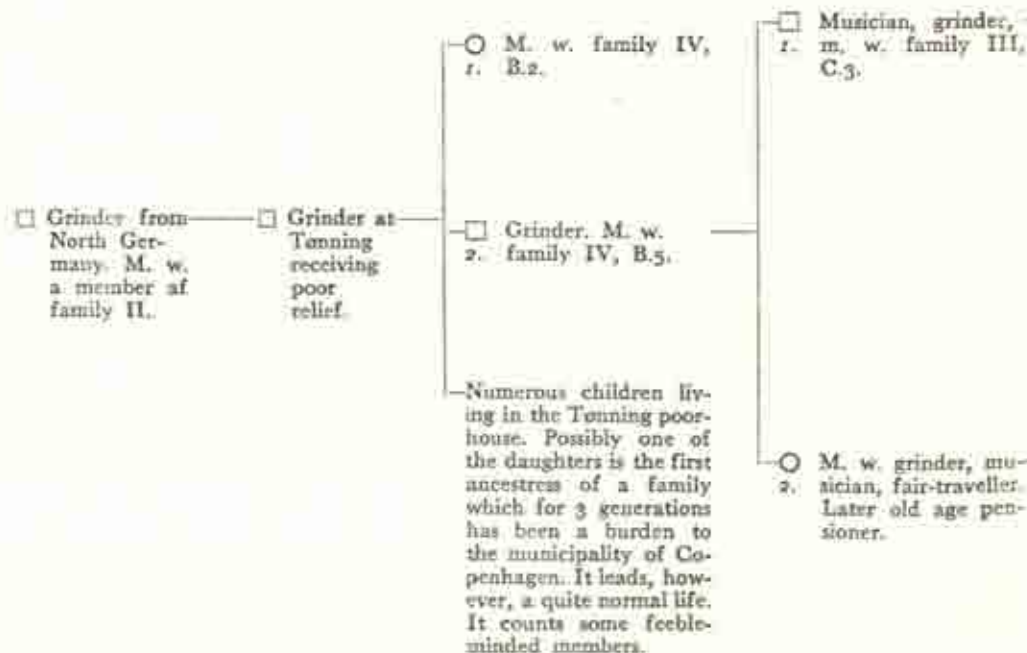 Grinder from
North Ger-
many. M. w.
a member af
family II.
Grinder at
Tønning
receiving
poor
relief.
M. w. family IV,
1. B.2.
Grinder. M. w.
2. family IV, B.5.
Numerous children liv-
ing in the Tønning poor-
house. Possibly one of
the daughters is the first
ancestress of a family
which for 3 generations
has been a burden to
the municipality of Co-
penhagen. It leads, how-
ever, a quite normal life.
It counts some feeble-
minded members.
Musician, grinder,
1. m. w. family III,
C.3.
M. w. grinder, mu-
2. sician, fair-traveller.
Later old age pen-
sioner.